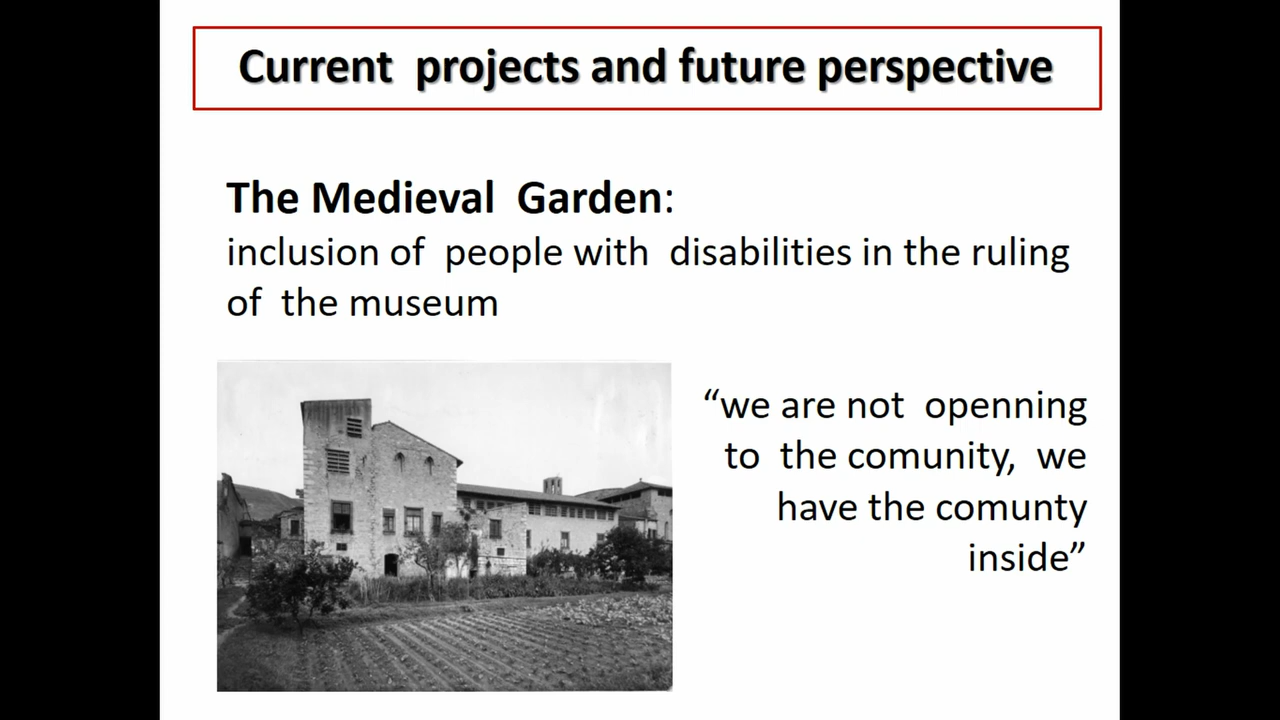 Current projects and future perspective
The Medieval Garden:
inclusion of people with disabilities in the ruling
of the museum
“we are not openning
to the comunity, we
have the comunty
inside”